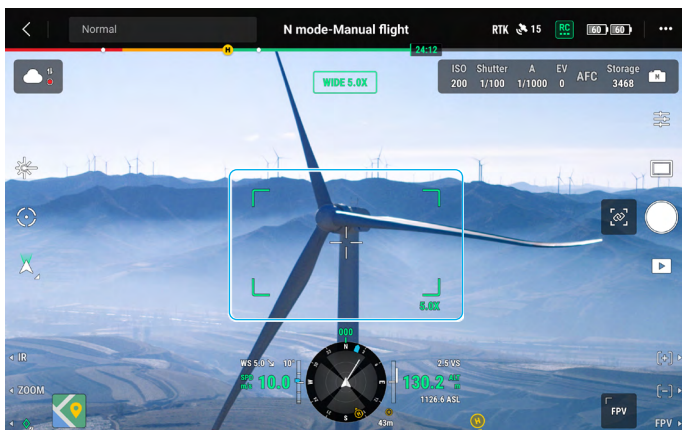 Normal
N mode-Manual flight
RTK 15
RC
60 60
H
24:12
WIDE 5.0X
ISO Shutter A EV AFC Storage
200 1/100 1/1000 0 3468
M
5.0X
000
N
WS 5.0 10
2.5 VS
SPD
m/s
10.0
130.2
ALT
m
1126.6 ASL
W
E
S
H
43m
H
IR
ZOOM
FPV
[+]
[-]
FPV